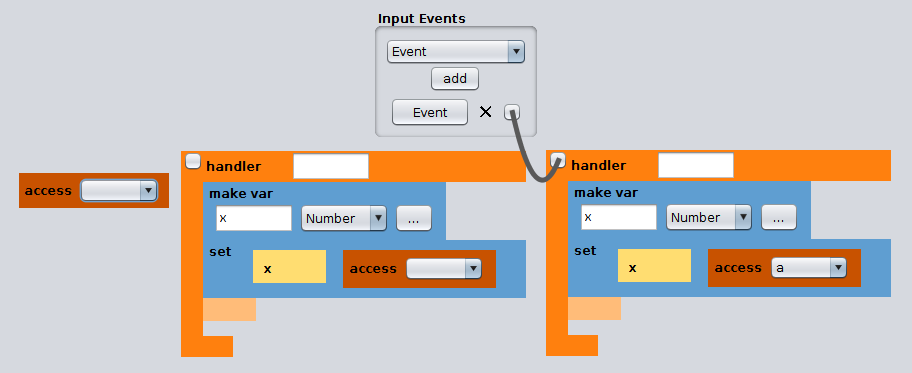 Input Events
Event
add
Event
access
handler
make var
x Number ...
set x access
handler
make var
x Number ...
set x access a